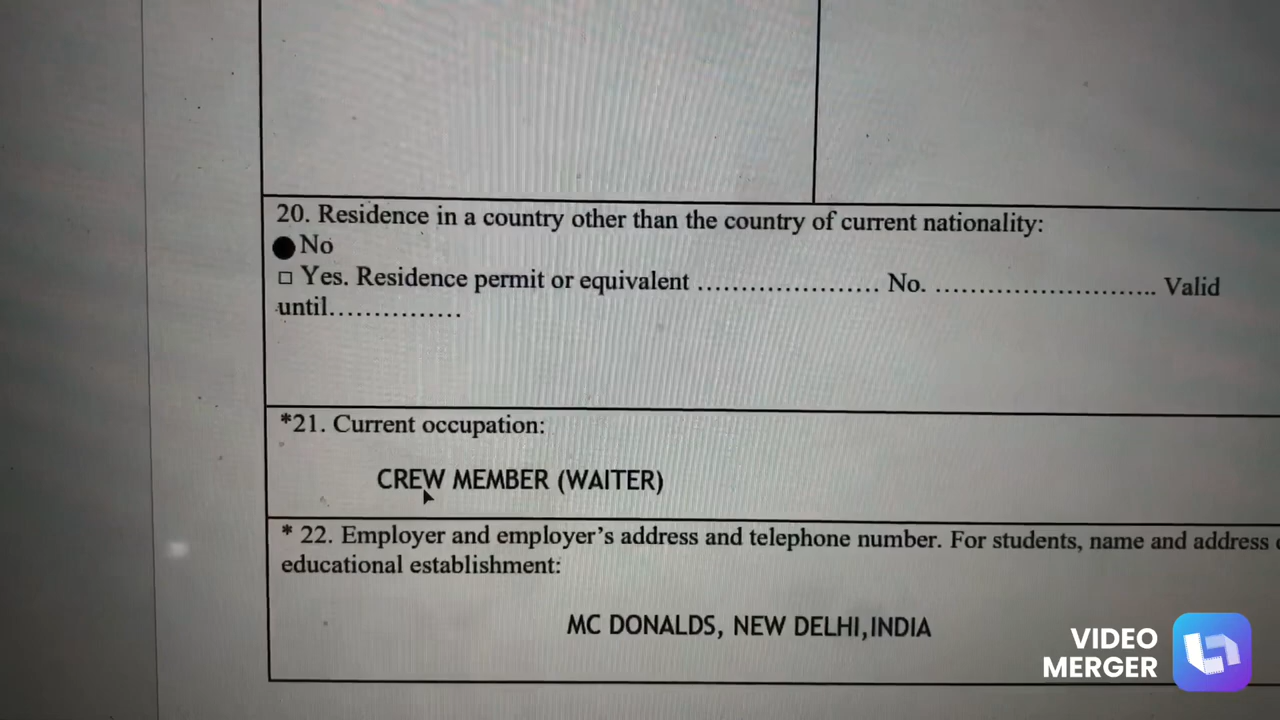 20. Residence in a country other than the country of current nationality:
No
□ Yes. Residence permit or equivalent ..................... No. .......................... Valid
until...............
*21. Current occupation:
CREW MEMBER (WAITER)
* 22. Employer and employer's address and telephone number. For students, name and address
educational establishment:
MC DONALDS, NEW DELHI,INDIA
VIDEO
MERGER